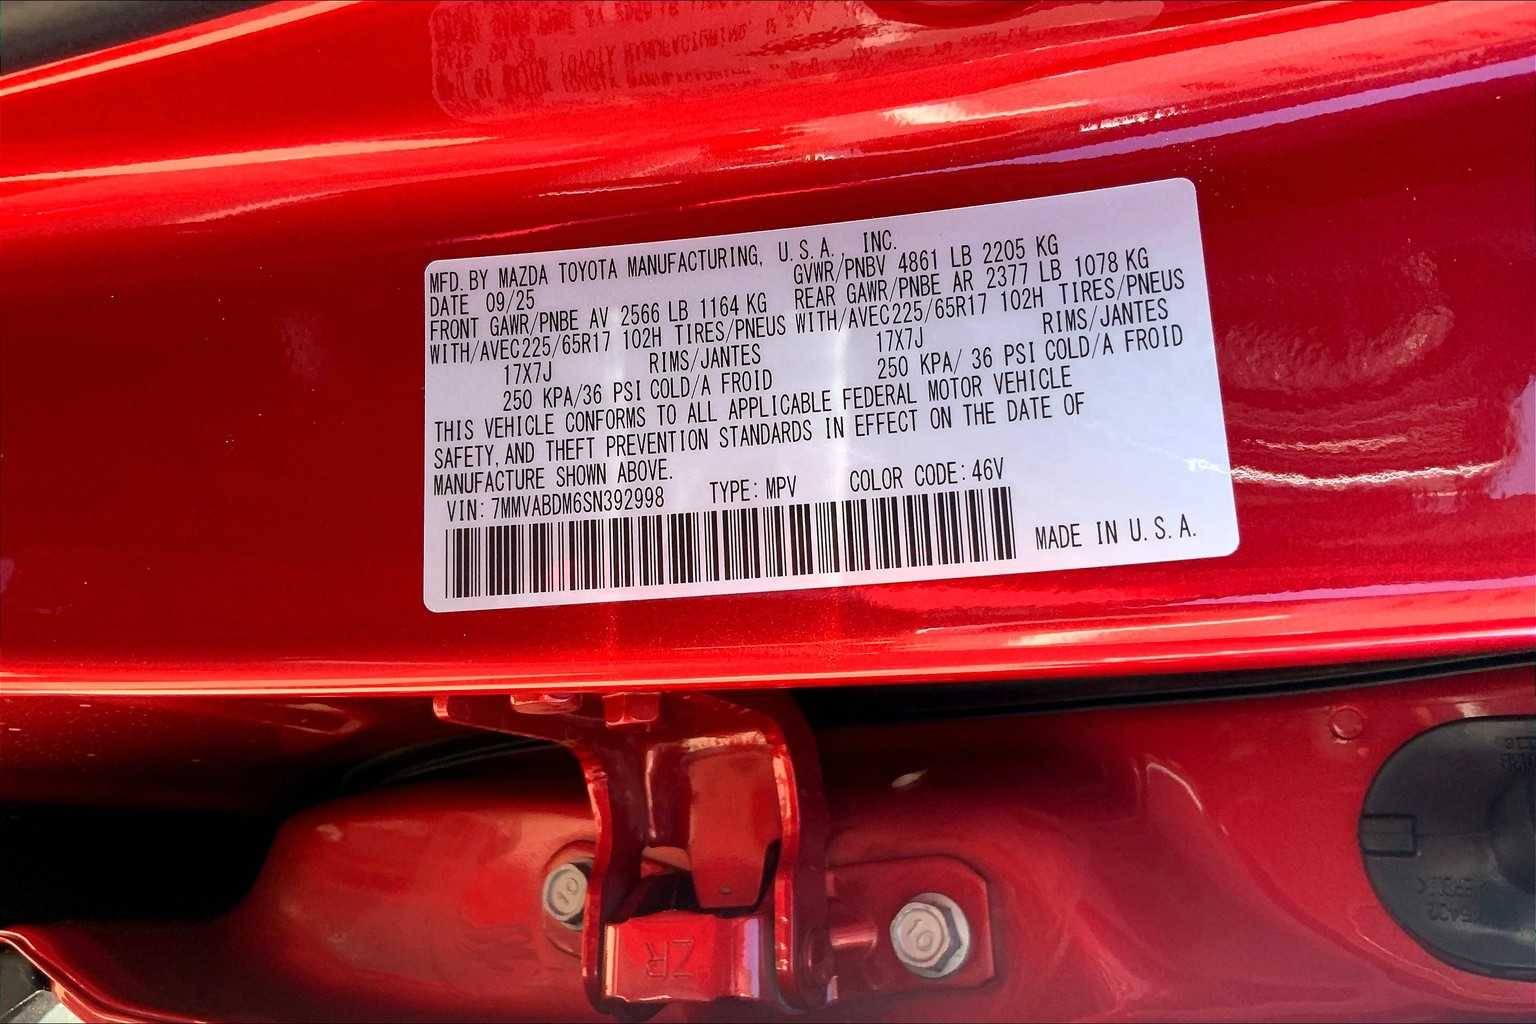 MFD. BY MAZDA TOYOTA MANUFACTURING, U.S.A. INC.
DATE 09/25 GVWR/PNBV 4861 LB 2205 KG
FRONT GAWR/PNBE AV 2566 LB 1164 KG REAR GAWR/PNBE AR 2377 LB 1078 KG
WITH/AVEC225/65R17 102H TIRES/PNEUS WITH/AVEC225/65R17 102H TIRES/PNEUS
17X7J RIMS/JANTES 17X7J RIMS/JANTES
250 KPA/36 PSI COLD/A FROID 250 KPA/ 36 PSI COLD/A FROID
THIS VEHICLE CONFORMS TO ALL APPLICABLE FEDERAL MOTOR VEHICLE
SAFETY, AND THEFT PREVENTION STANDARDS IN EFFECT ON THE DATE OF
MANUFACTURE SHOWN ABOVE.
VIN: 7MMVABDM6SN392998 TYPE: MPV COLOR CODE: 46V
MADE IN U.S.A.
10
10
ZR